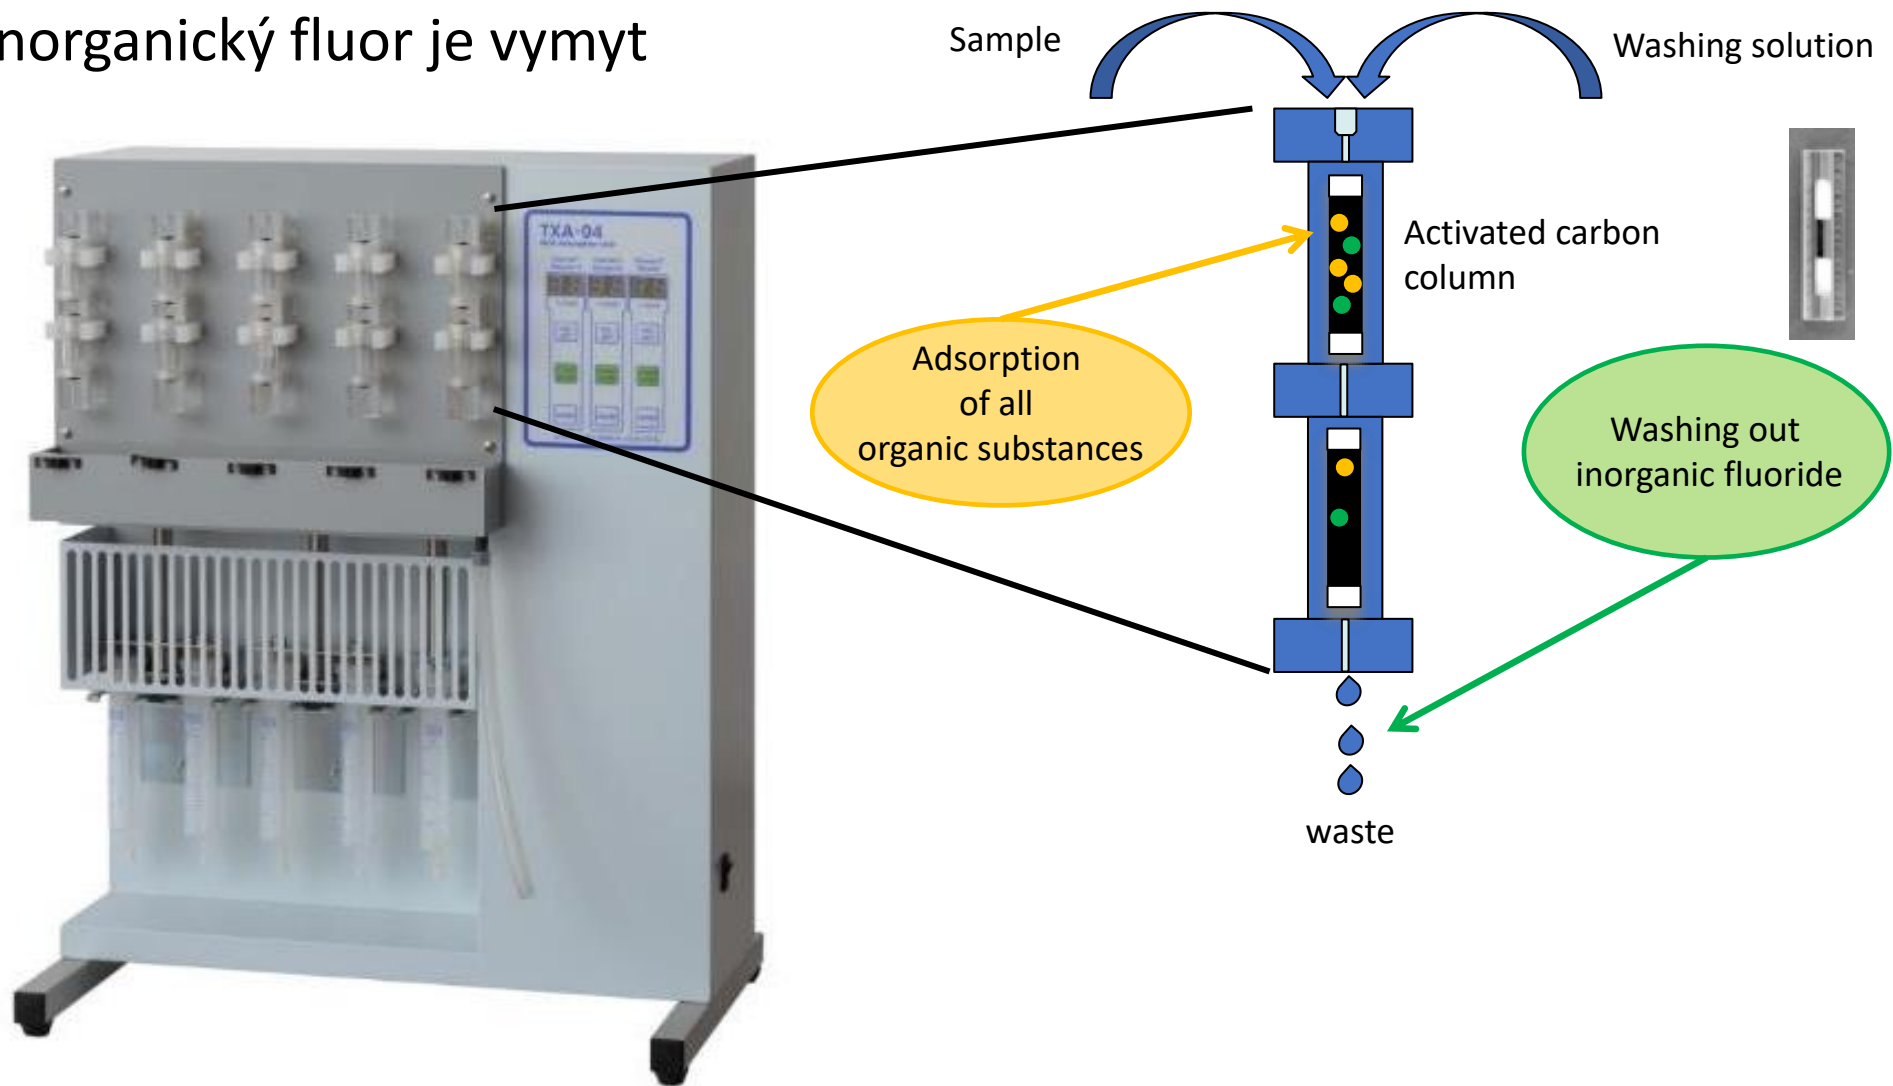 norganický fluor je vymyt
Sample
Washing solution
TXA-04
Activated carbon
column
Adsorption
of all
organic substances
Washing out
inorganic fluoride
waste